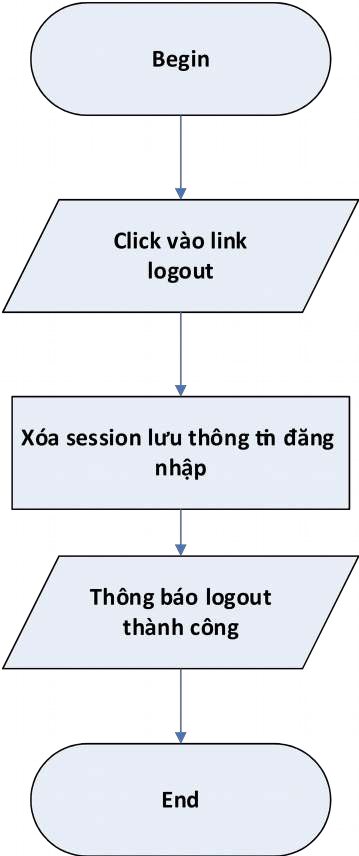 Begin
Click vào link
logout
Xóa session lưu thông tin đăng
nhập
Thông báo logout
thành công
End